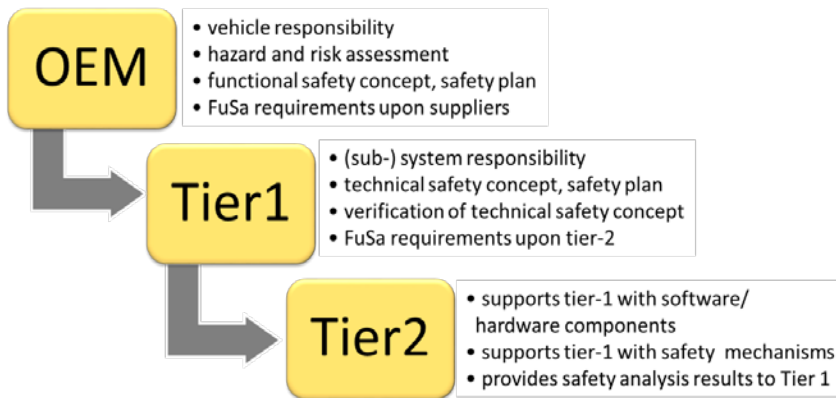 OEM
• vehicle responsibility
• hazard and risk assessment
• functional safety concept, safety plan
• FuSa requirements upon suppliers
Tier1
• (sub-) system responsibility
• technical safety concept, safety plan
• verification of technical safety concept
• FuSa requirements upon tier-2
Tier2
• supports tier-1 with software/
hardware components
• supports tier-1 with safety mechanisms
• provides safety analysis results to Tier 1